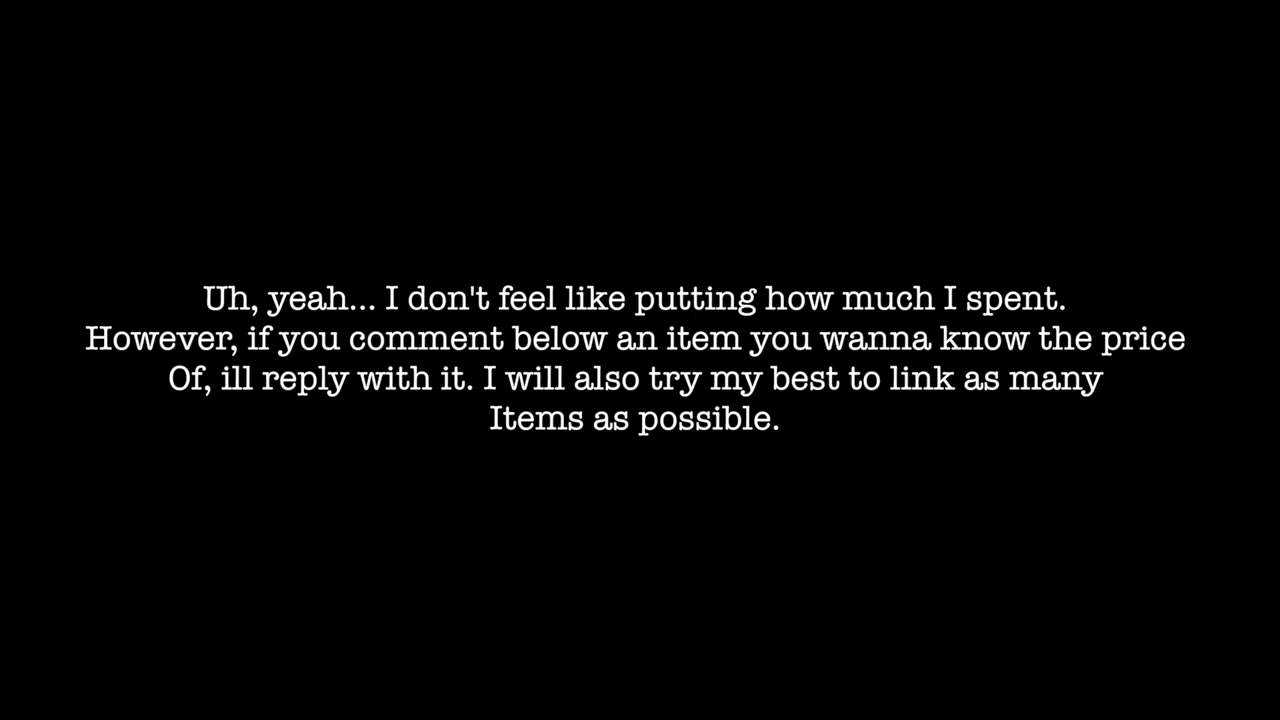 Uh, yeah... I don't feel like putting how much I spent.
However, if you comment below an item you wanna know the price
Of, ill reply with it. I will also try my best to link as many
Items as possible.